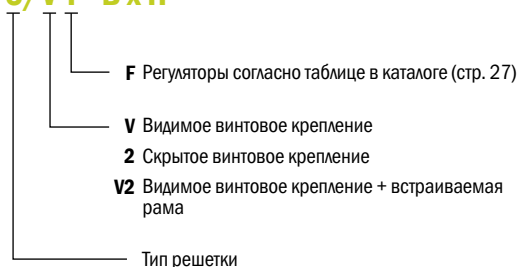 F Регуляторы согласно таблице в каталоге (стр. 27)
V Видимое винтовое крепление
2 Скрытое винтовое крепление
V2 Видимое винтовое крепление + встраиваемая
рама
Тип решетки